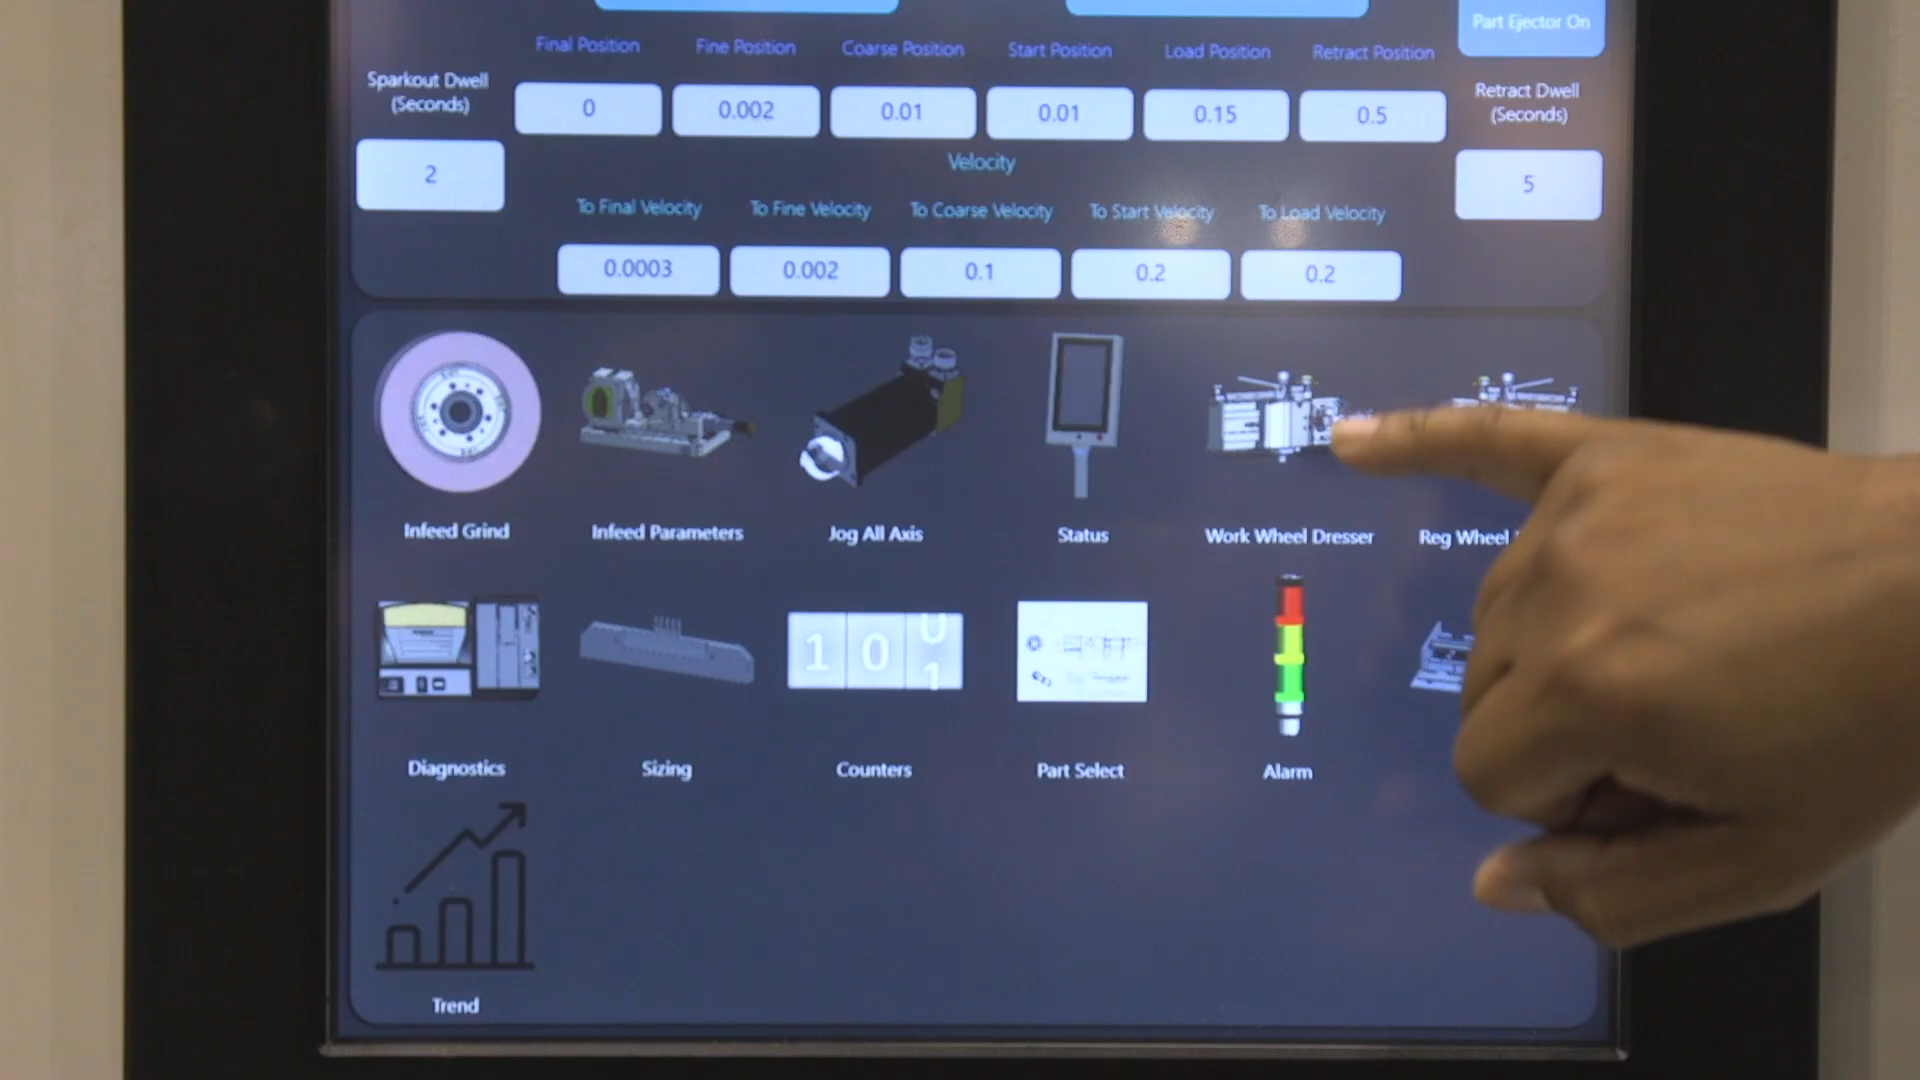 Part Ejector On
Final Position
Fine Position
Coarse Position
Start Position
Load Position
Retract Position
Sparkout Dwell
(Seconds)
Retract Dwell
(Seconds)
0
0.002
0.01
0.01
0.15
0.5
2
5
Velocity
To Final Velocity
To Fine Velocity
To Coarse Velocity
To Start Velocity
To Load Velocity
0.0003
0.002
0.1
0.2
0.2
Infeed Grind
Infeed Parameters
Jog All Axis
Status
Work Wheel Dresser
Reg Wheel
1 0 0
1
Diagnostics
Sizing
Counters
Part Select
Alarm
Trend